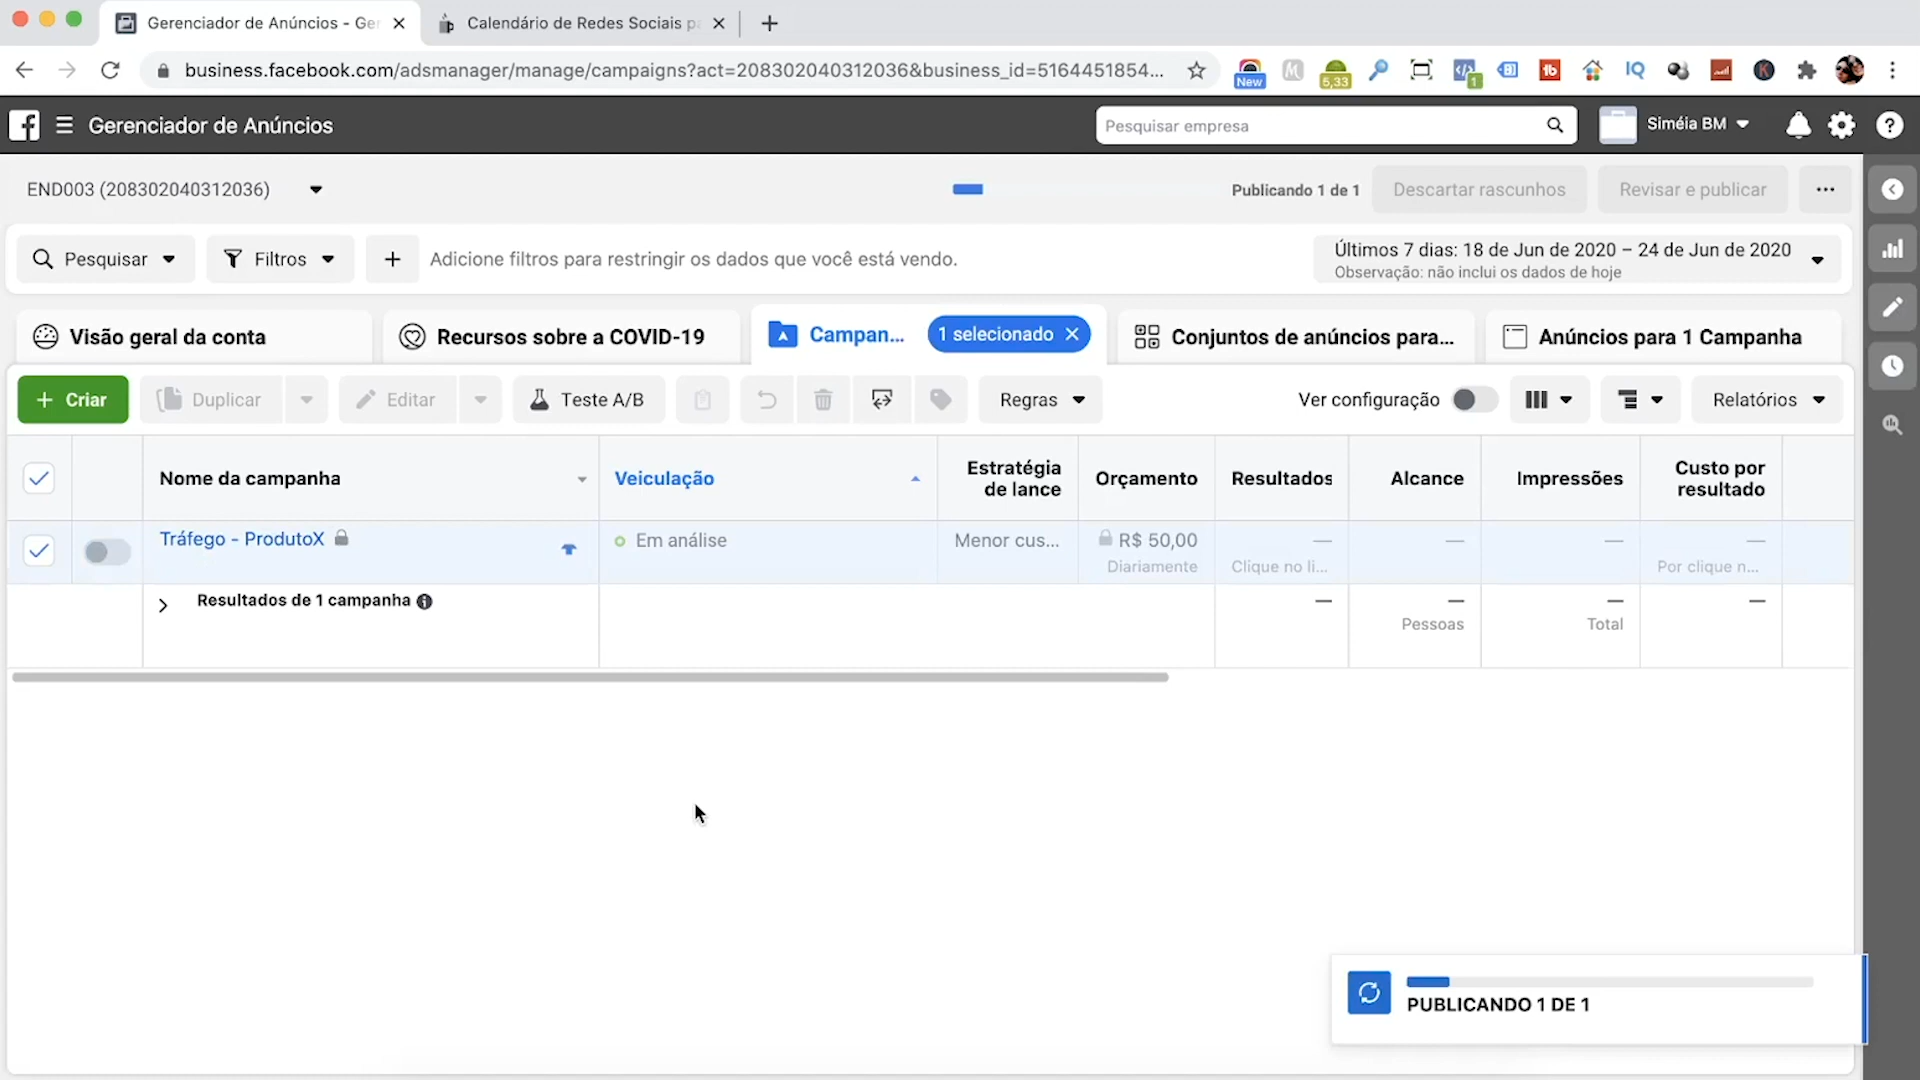 Gerenciador de Anúncios - Ger
Calendário de Redes Sociais pa
business.facebook.com/adsmanager/manage/campaigns?act=208302040312036&business_id=5164451854...
New
5,33
1
Gerenciador de Anúncios
Pesquisar empresa
Siméia BM
END003 (208302040312036)
Publicando 1 de 1
Descartar rascunhos
Revisar e publicar
Pesquisar
Filtros
Adicione filtros para restringir os dados que você está vendo.
Últimos 7 dias: 18 de Jun de 2020 – 24 de Jun de 2020
Observação: não inclui os dados de hoje
Visão geral da conta
Recursos sobre a COVID-19
Campan...
1 selecionado
Conjuntos de anúncios para...
Anúncios para 1 Campanha
+ Criar
Duplicar
Editar
Teste A/B
Regras
Ver configuração
Relatórios
Nome da campanha
Veiculação
Estratégia de lance
Orçamento
Resultados
Alcance
Impressões
Custo por resultado
Tráfego - ProdutoX
Em análise
Menor cus...
R$ 50,00
Diariamente
—
Clique no li...
—
—
—
Por clique n...
Resultados de 1 campanha
—
—
Pessoas
—
Total
—
PUBLICANDO 1 DE 1